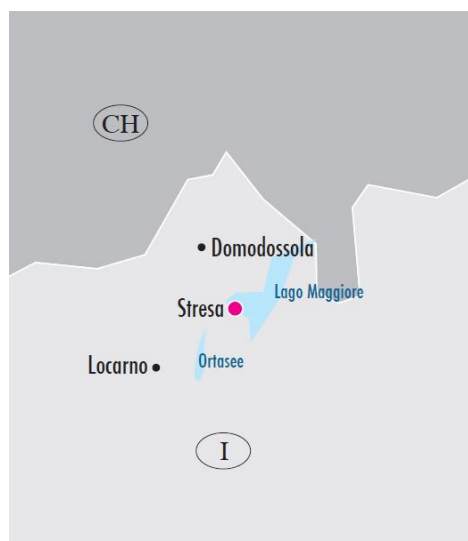 CH
Domodossola
Lago Maggiore
Stresa
Ortasee
Locarno
I